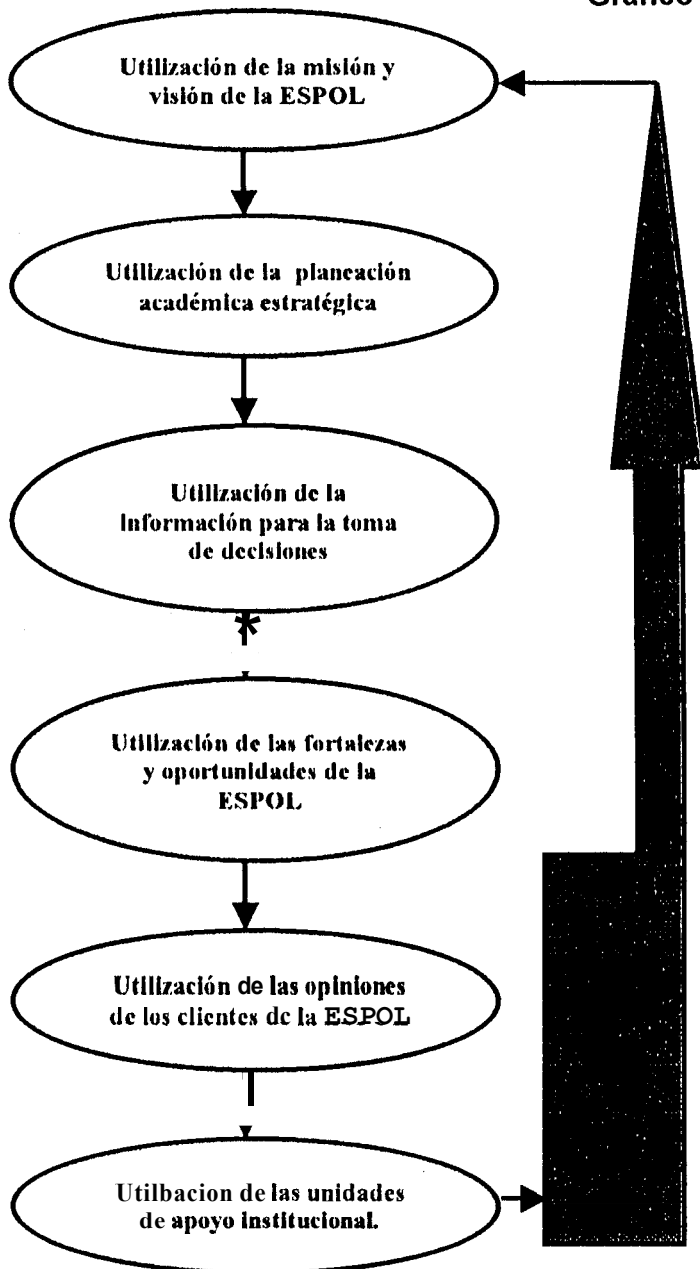 Utilización de la misión y
visión de la ESPOL
Utilización de la planeación
académica estratégica
Utilización de la
información para la toma
de decisiones
*
Utilización de las fortalezas
y oportunidades de la
ESPOL
Utilización de las opiniones
de los clientes de la ESPOL
Utilbacion de las unidades
de apoyo institucional.